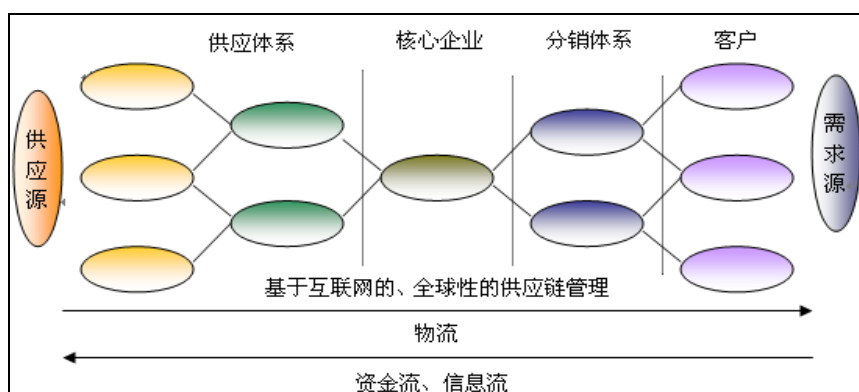 供应体系
核心企业
分销体系
客户
供应源
需求源
基于互联网的、全球性的供应链管理
物流
资金流、信息流